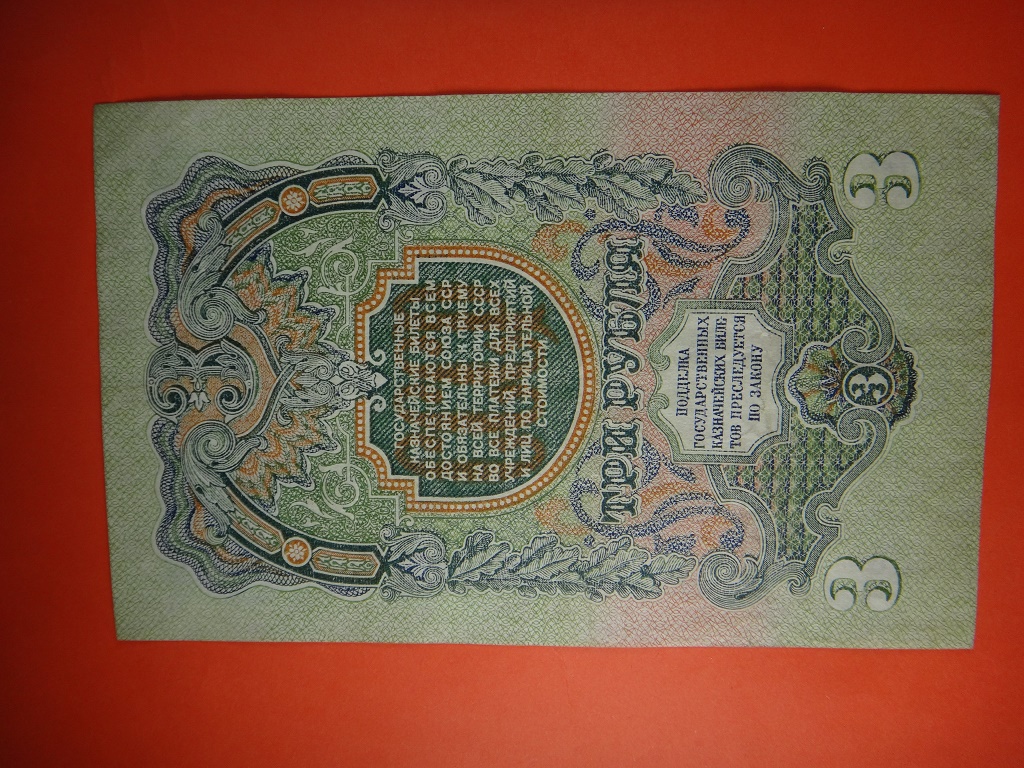 3
ГОСУДАРСТВЕННЫЕ
КАЗНАЧЕЙСКИЕ БИЛЕТЫ
ОБЕСПЕЧИВАЮТСЯ ВСЕМ
ДОСТОЯНИЕМ СОЮЗА ССР
И ОБЯЗАТЕЛЬНЫ К ПРИЕМУ
НА ВСЕЙ ТЕРРИТОРИИ СССР
ВО ВСЕ ПЛАТЕЖИ ДЛЯ ВСЕХ
УЧРЕЖДЕНИЙ, ПРЕДПРИЯТИЙ
И ЛИЦ ПО НАРИЦАТЕЛЬНОЙ
СТОИМОСТИ
ТРИ РУБЛЯ
ПОДДЕЛКА
ГОСУДАРСТВЕННЫХ
КАЗНАЧЕЙСКИХ БИЛЕ-
ТОВ ПРЕСЛЕДУЕТСЯ
ПО ЗАКОНУ
3 3 3